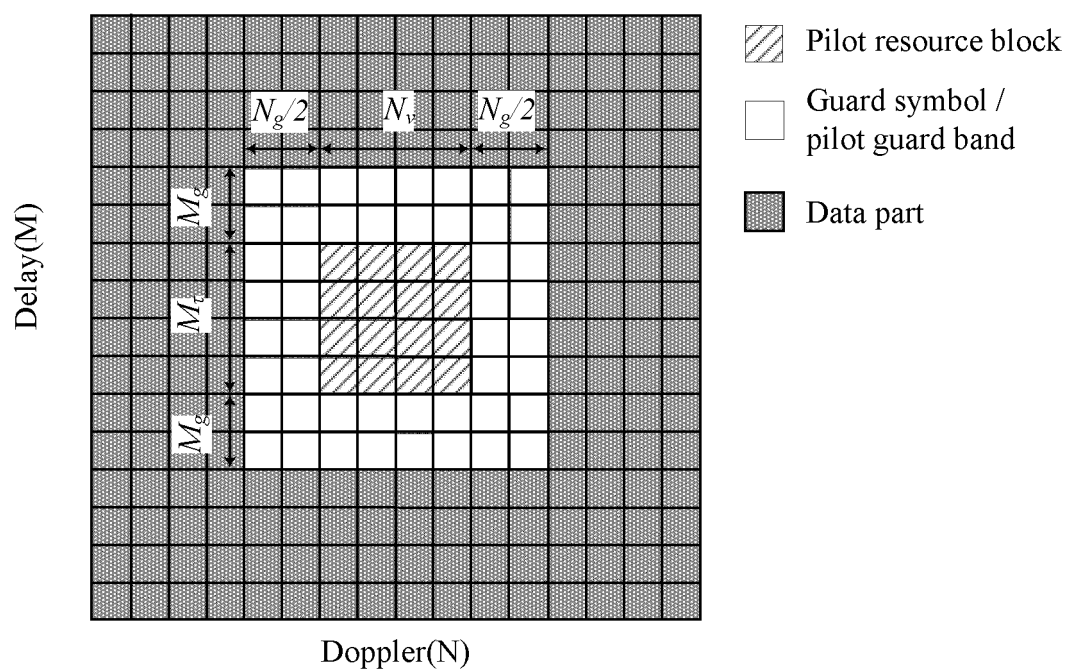 Pilot resource block
Guard symbol /
pilot guard band
Data part
N_g/2
N_v
N_g/2
M_g
M_τ
M_g
Delay(M)
Doppler(N)